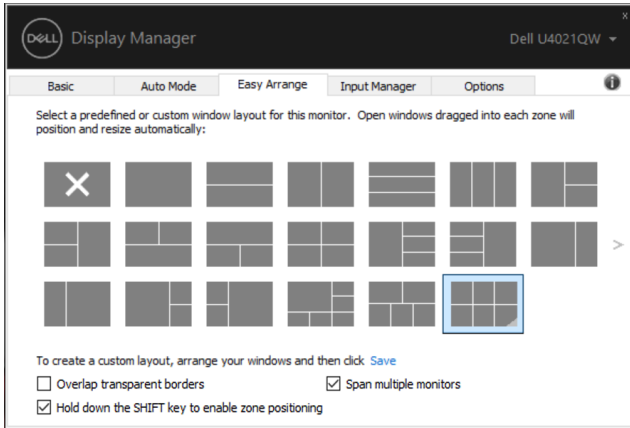 DELL Display Manager
Dell U4021QW
x
Basic Auto Mode Easy Arrange Input Manager Options
Select a predefined or custom window layout for this monitor. Open windows dragged into each zone will
position and resize automatically:
To create a custom layout, arrange your windows and then click Save
Overlap transparent borders Span multiple monitors
Hold down the SHIFT key to enable zone positioning